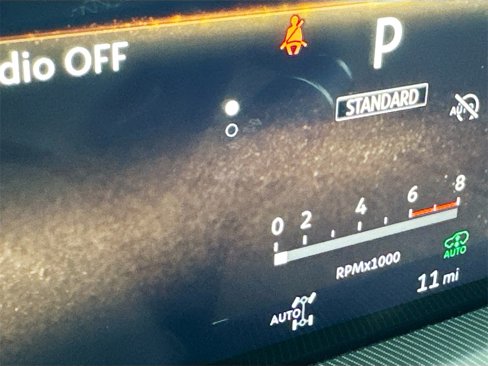 dio OFF
P
STANDARD
AUTO
0 2 4 6 8
RPMx1000
AUTO
11 mi
AUTO